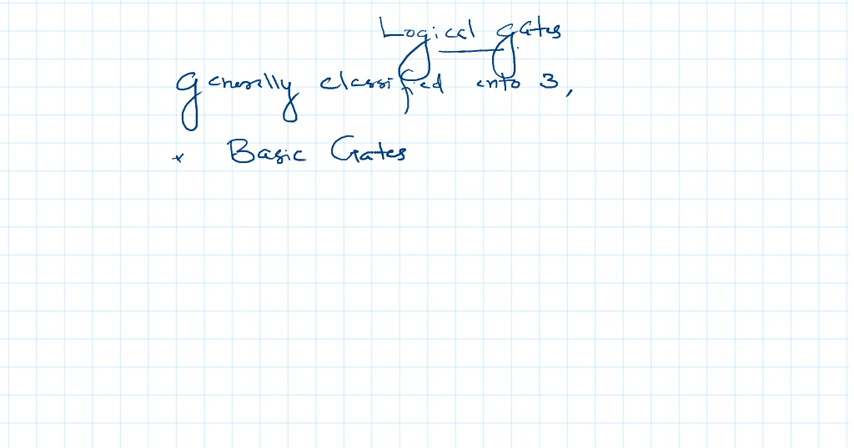 Logical gates
Generally classified into 3,
* Basic Gates